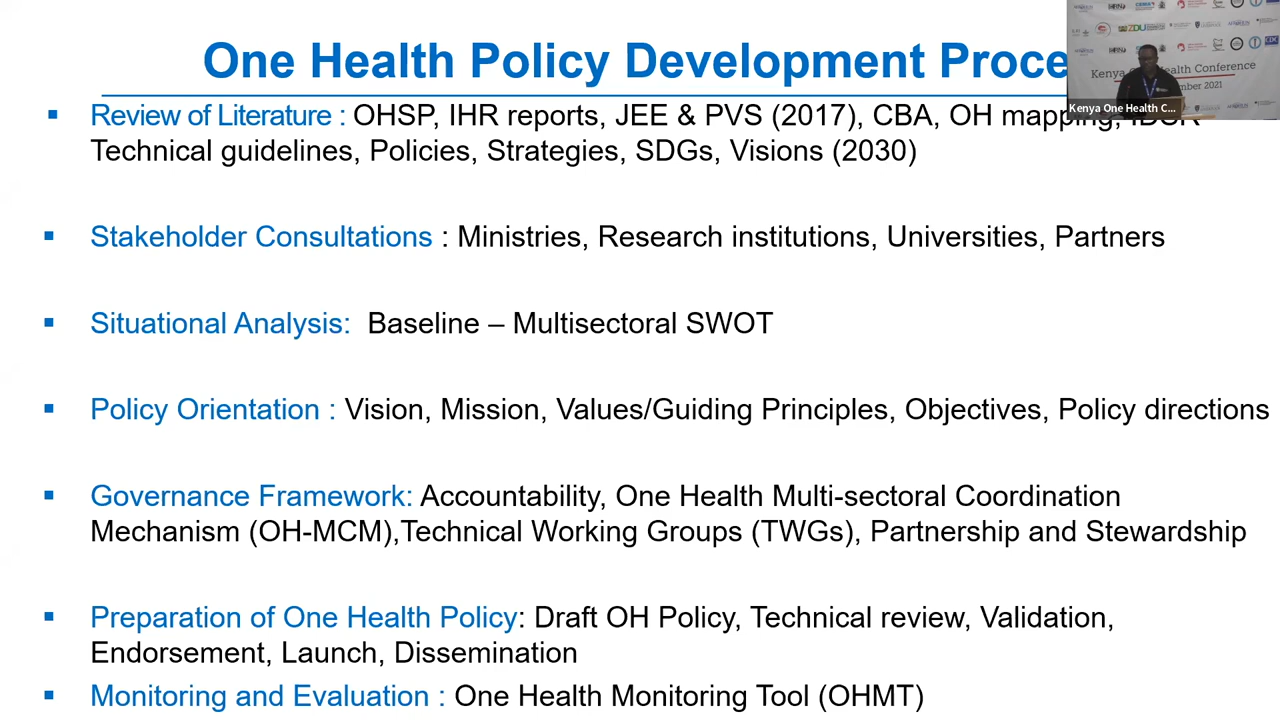 One Health Policy Development Proce
▪ Review of Literature : OHSP, IHR reports, JEE & PVS (2017), CBA, OH mapping, IDSR
Technical guidelines, Policies, Strategies, SDGs, Visions (2030)
▪ Stakeholder Consultations : Ministries, Research institutions, Universities, Partners
▪ Situational Analysis: Baseline – Multisectoral SWOT
▪ Policy Orientation : Vision, Mission, Values/Guiding Principles, Objectives, Policy directions
▪ Governance Framework: Accountability, One Health Multi-sectoral Coordination
Mechanism (OH-MCM),Technical Working Groups (TWGs), Partnership and Stewardship
▪ Preparation of One Health Policy: Draft OH Policy, Technical review, Validation,
Endorsement, Launch, Dissemination
▪ Monitoring and Evaluation : One Health Monitoring Tool (OHMT)
ZDU
Kenya Health Conference
2021
Kenya One Health C...